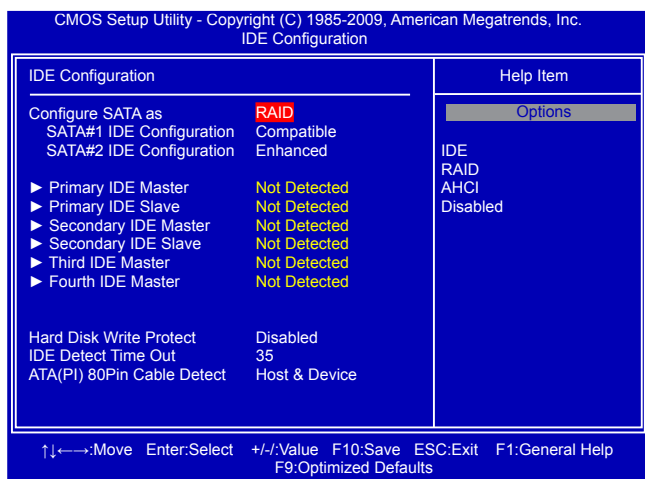 CMOS Setup Utility - Copyright (C) 1985-2009, American Megatrends, Inc.
IDE Configuration
IDE Configuration
Configure SATA as RAID
SATA#1 IDE Configuration Compatible
SATA#2 IDE Configuration Enhanced
► Primary IDE Master Not Detected
► Primary IDE Slave Not Detected
► Secondary IDE Master Not Detected
► Secondary IDE Slave Not Detected
► Third IDE Master Not Detected
► Fourth IDE Master Not Detected
Hard Disk Write Protect Disabled
IDE Detect Time Out 35
ATA(PI) 80Pin Cable Detect Host & Device
Help Item
Options
IDE
RAID
AHCI
Disabled
↑↓←→:Move Enter:Select +/-/:Value F10:Save ESC:Exit F1:General Help
F9:Optimized Defaults